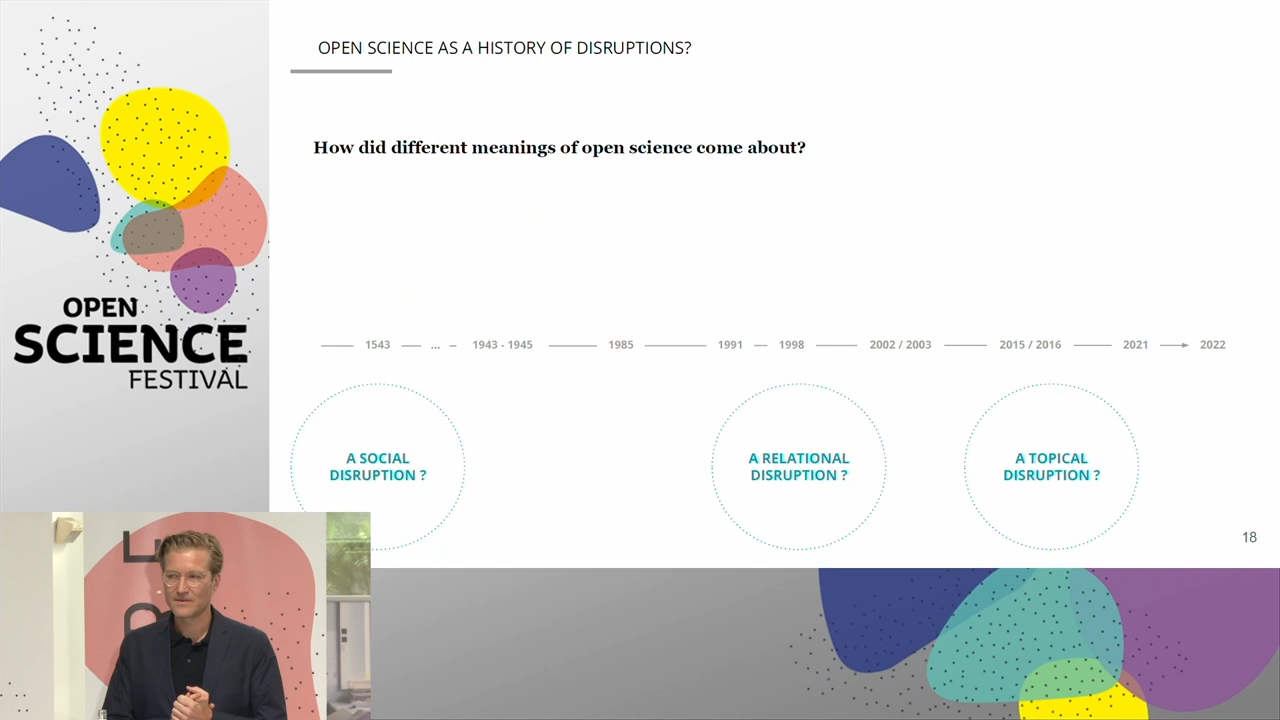 OPEN SCIENCE AS A HISTORY OF DISRUPTIONS?
How did different meanings of open science come about?
OPEN
SCIENCE
FESTIVAL
1543 ... 1943 - 1945 1985 1991 1998 2002 / 2003 2015 / 2016 2021 2022
A SOCIAL
DISRUPTION ?
A RELATIONAL
DISRUPTION ?
A TOPICAL
DISRUPTION ?
18